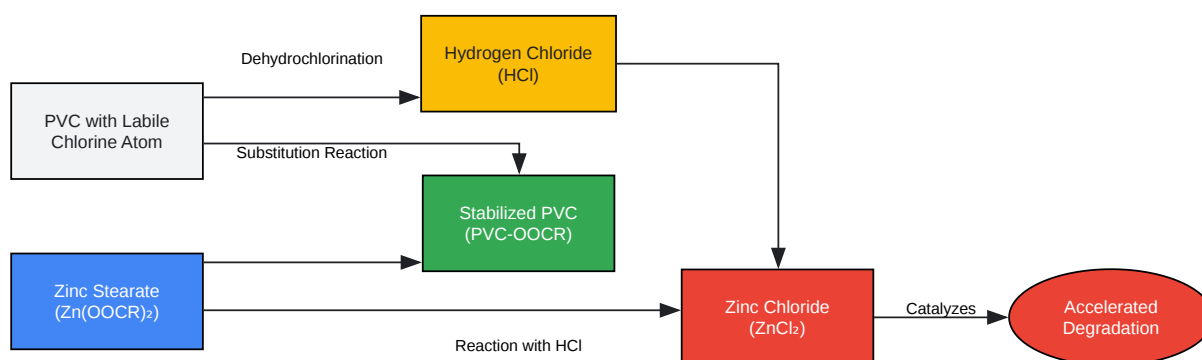 Dehydrochlorination
Hydrogen Chloride
(HCl)
PVC with Labile
Chlorine Atom
Substitution Reaction
Stabilized PVC
(PVC-OOCR)
Zinc Stearate
(Zn(OOCR)₂)
Zinc Chloride
(ZnCl₂)
Catalyzes
Accelerated
Degradation
Reaction with HCl